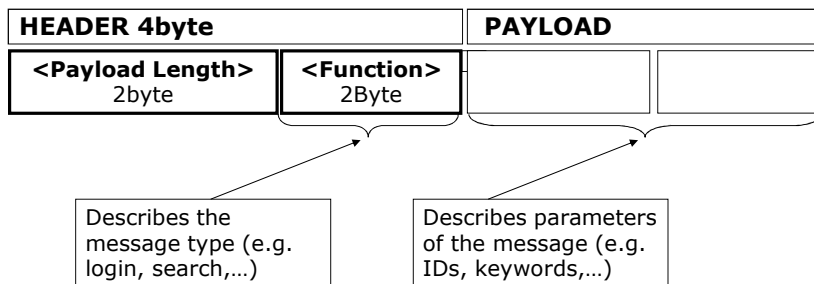 HEADER 4byte
PAYLOAD
<Payload Length>
2byte
<Function>
2Byte
Describes the
message type (e.g.
login, search,…)
Describes parameters
of the message (e.g.
IDs, keywords,…)